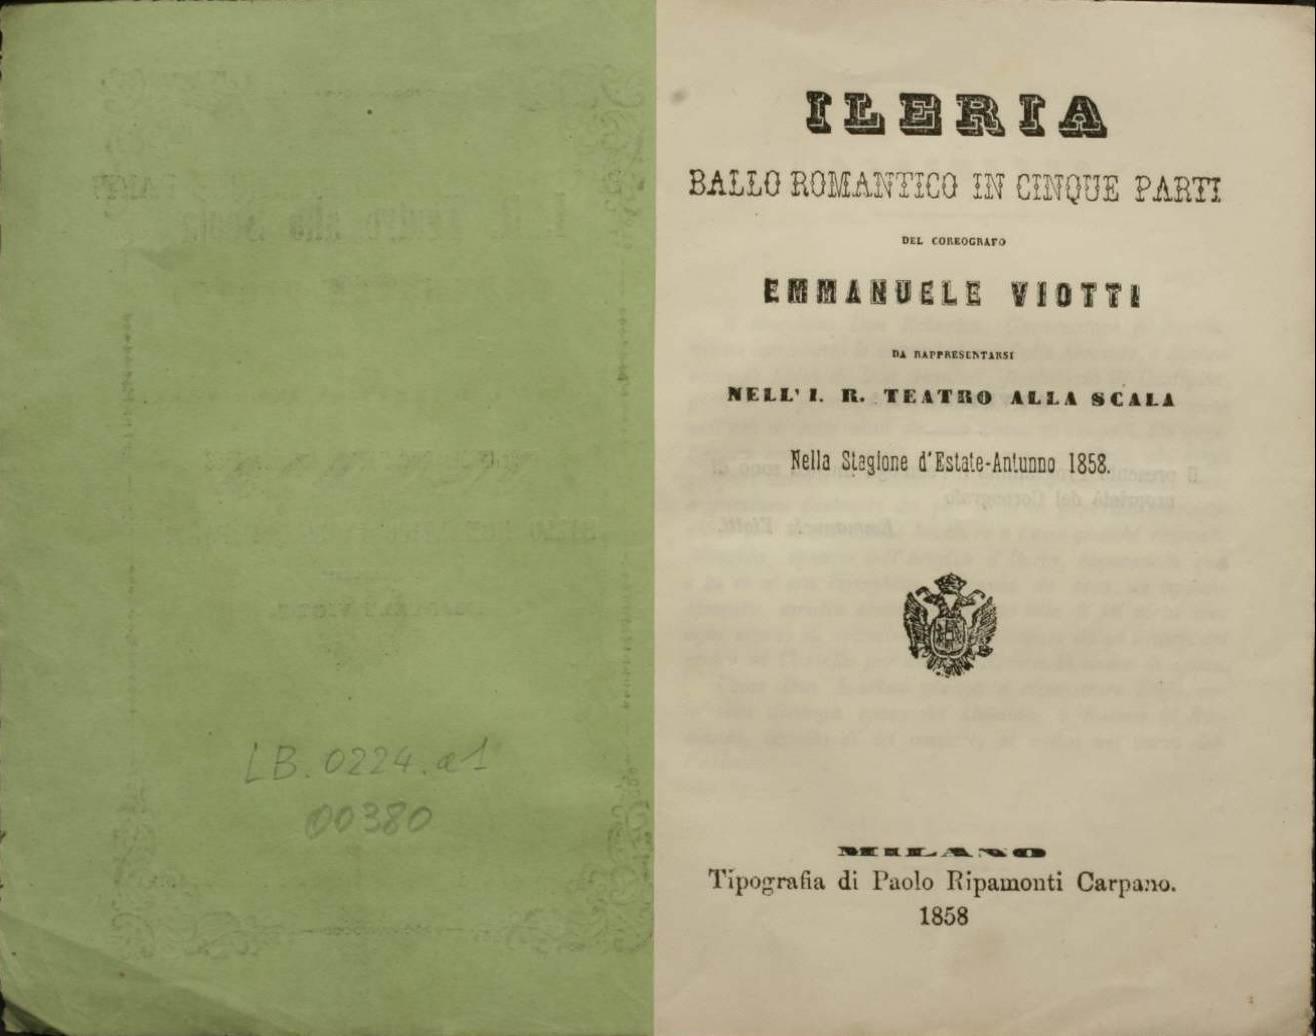 LB.0224.a1
00380
ILERIA
BALLO ROMANTICO IN CINQUE PARTI
DEL COREOGRAFO
EMMANUELE VIOTTI
DA RAPPRESENTARSI
NELL' I. R. TEATRO ALLA SCALA
Nella Stagione d'Estate-Antunno 1858.
MILANO
Tipografia di Paolo Ripamonti Carpano.
1858